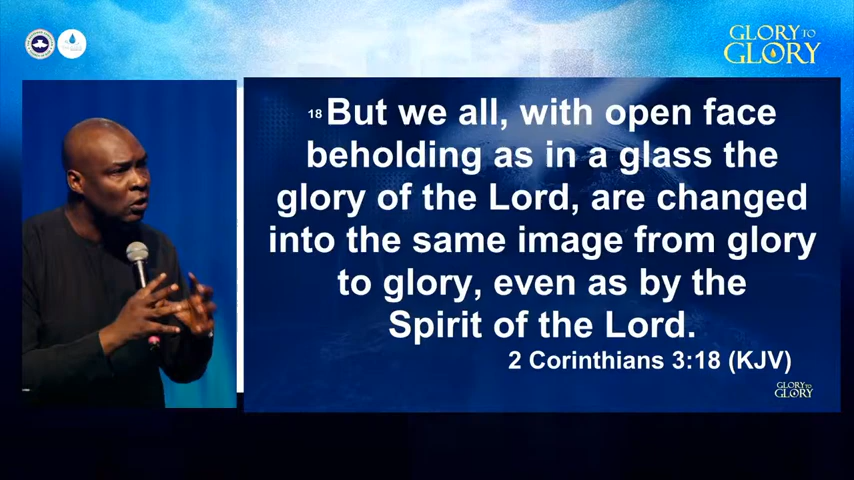 GLORY TO
GLORY
18 But we all, with open face
beholding as in a glass the
glory of the Lord, are changed
into the same image from glory
to glory, even as by the
Spirit of the Lord.
2 Corinthians 3:18 (KJV)
GLORY TO
GLORY